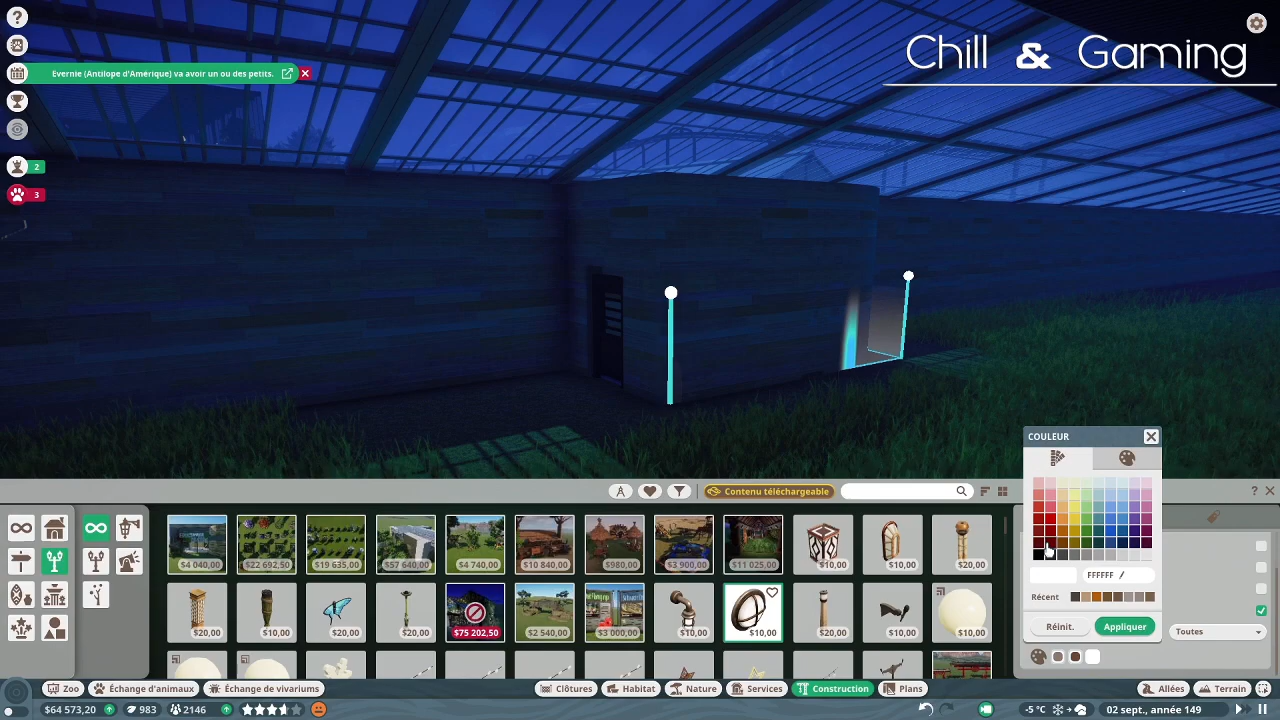 Chill & Gaming
Evernie (Antilope d'Amérique) va avoir un ou des petits.
2
3
COULEUR
FFFFFF /
Récent
Réinit.
Appliquer
Toutes
Contenu téléchargeable
$4 040,00
$22 692,50
$19 635,00
$57 640,00
$4 740,00
$10 840,00
$980,00
$3 900,00
$11 025,00
$10,00
$10,00
$20,00
$20,00
$10,00
$20,00
$20,00
$75 202,50
$2 540,00
$3 000,00
$10,00
$10,00
$20,00
$10,00
$10,00
Zoo
Échange d'animaux
Échange de vivariums
Clôtures
Habitat
Nature
Services
Construction
Plans
Allées
Terrain
$64 573,20
983
2146
-5 °C
02 sept., année 149